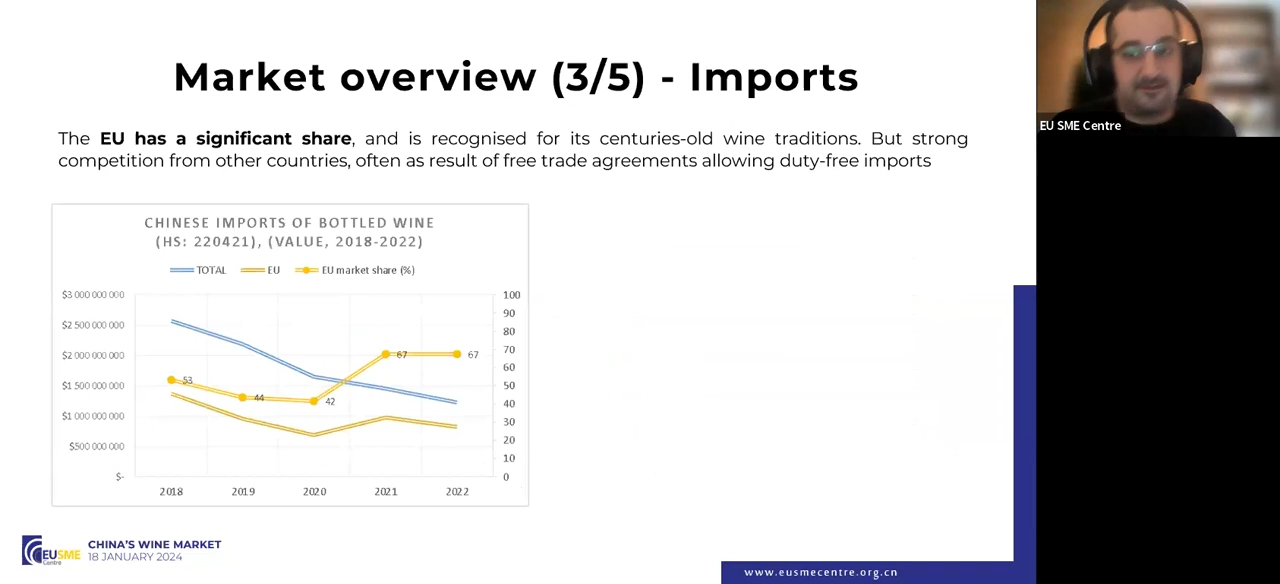 Market overview (3/5) - Imports
The EU has a significant share, and is recognised for its centuries-old wine traditions. But strong
competition from other countries, often as result of free trade agreements allowing duty-free imports
EU SME Centre
CHINESE IMPORTS OF BOTTLED WINE
(HS: 220421), (VALUE, 2018-2022)
TOTAL EU EU market share (%)
$3 000 000 000
$2 500 000 000
$2 000 000 000
$1 500 000 000
$1 000 000 000
$500 000 000
$-
100
90
80
70
60
50
40
30
20
10
0
53
44
42
67
67
2018 2019 2020 2021 2022
EUSME
Centre
CHINA'S WINE MARKET
18 JANUARY 2024
www.eusmecentre.org.cn